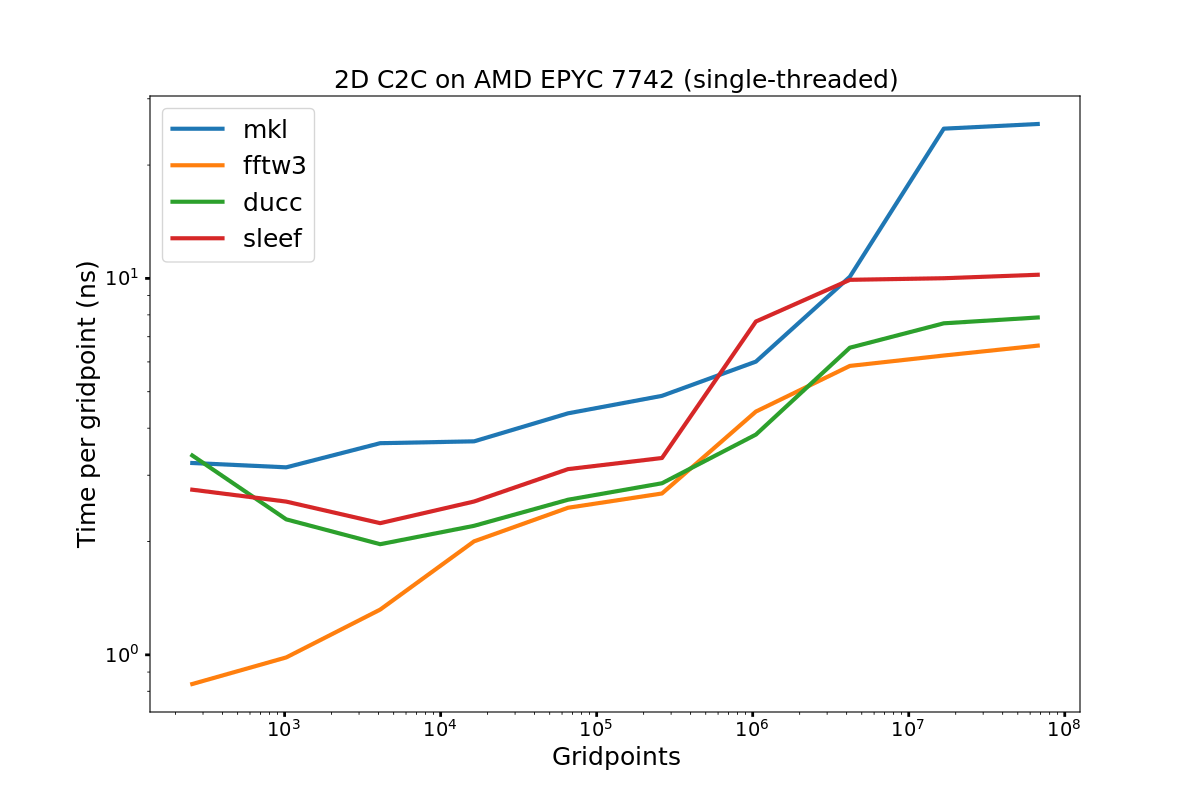 2D C2C on AMD EPYC 7742 (single-threaded)
mkl
fftw3
ducc
sleef
Time per gridpoint (ns)
10¹
10⁰
10³
10⁴
10⁵
10⁶
10⁷
10⁸
Gridpoints